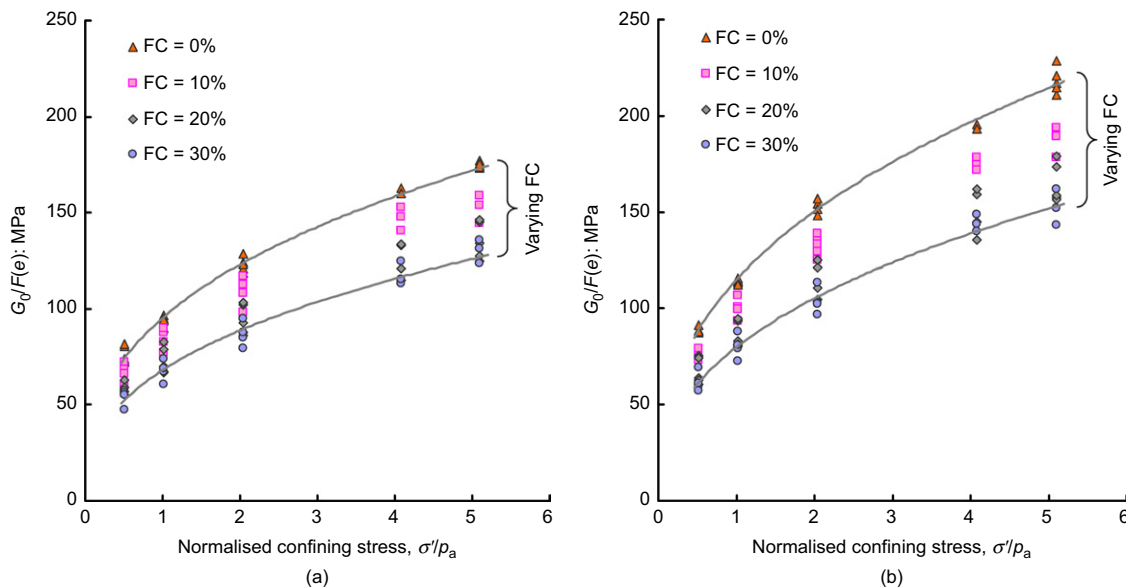 250
200
150
100
50
0
G₀/F(e): MPa
FC = 0%
FC = 10%
FC = 20%
FC = 30%
Varying FC
0 1 2 3 4 5 6
Normalised confining stress, σ′/pₐ
(a)
250
200
150
100
50
0
G₀/F(e): MPa
FC = 0%
FC = 10%
FC = 20%
FC = 30%
Varying FC
0 1 2 3 4 5 6
Normalised confining stress, σ′/pₐ
(b)